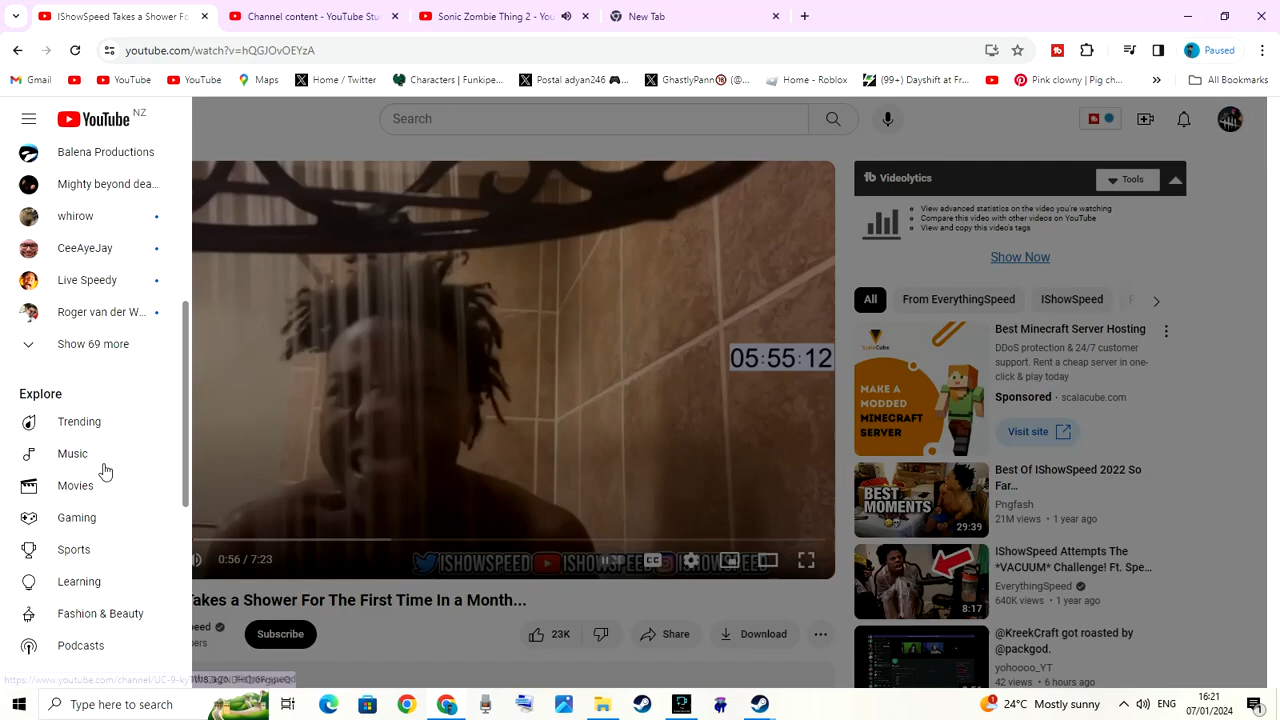 IShowSpeed Takes a Shower Fo
Channel content - YouTube St
Sonic Zombie Thing 2 - You
New Tab
youtube.com/watch?v=hQGJOvOEYzA
Paused
Gmail
YouTube
YouTube
Maps
Home / Twitter
Characters | Funkipe...
Postal adyan246
GhastlyPann🔞 (@...
Home - Roblox
(99+) Dayshift at Fr...
Pink clowny | Pg ch...
All Bookmarks
YouTube NZ
Search
Balena Productions
Mighty beyond dea...
whirow
CeeAyeJay
Live Speedy
Roger van der W...
Show 69 more
Explore
Trending
Music
Movies
Gaming
Sports
Learning
Fashion & Beauty
Podcasts
05:55:12
0:56 / 7:23
ISHOWSPEED
ISHOWSPEED
ISHOWSPEED
Takes a Shower For The First Time In a Month...
Subscribe
23K
Share
Download
Videolytics
Tools
View advanced statistics on the video you're watching
Compare this video with other videos on YouTube
View and copy this video's tags
Show Now
All
From EverythingSpeed
IShowSpeed
MAKE A
MODDED
MINECRAFT
SERVER
Best Minecraft Server Hosting
DDoS protection & 24/7 customer
support. Rent a cheap server in one-
click & play today
Sponsored · scalacube.com
Visit site
BEST
MOMENTS
29:39
Best Of IShowSpeed 2022 So
Far...
Pngfash
21M views · 1 year ago
8:17
IShowSpeed Attempts The
*VACUUM* Challenge! Ft. Spe...
EverythingSpeed
640K views · 1 year ago
@KreekCraft got roasted by
@packgod.
yohoooo_YT
42 views · 6 hours ago
Type here to search
24°C Mostly sunny
ENG
16:21
07/01/2024